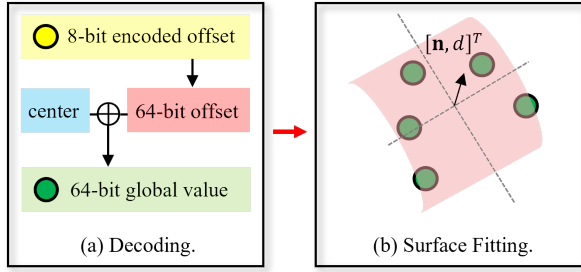 8-bit encoded offset
center
64-bit offset
64-bit global value
(a) Decoding.
[n, d]^T
(b) Surface Fitting.